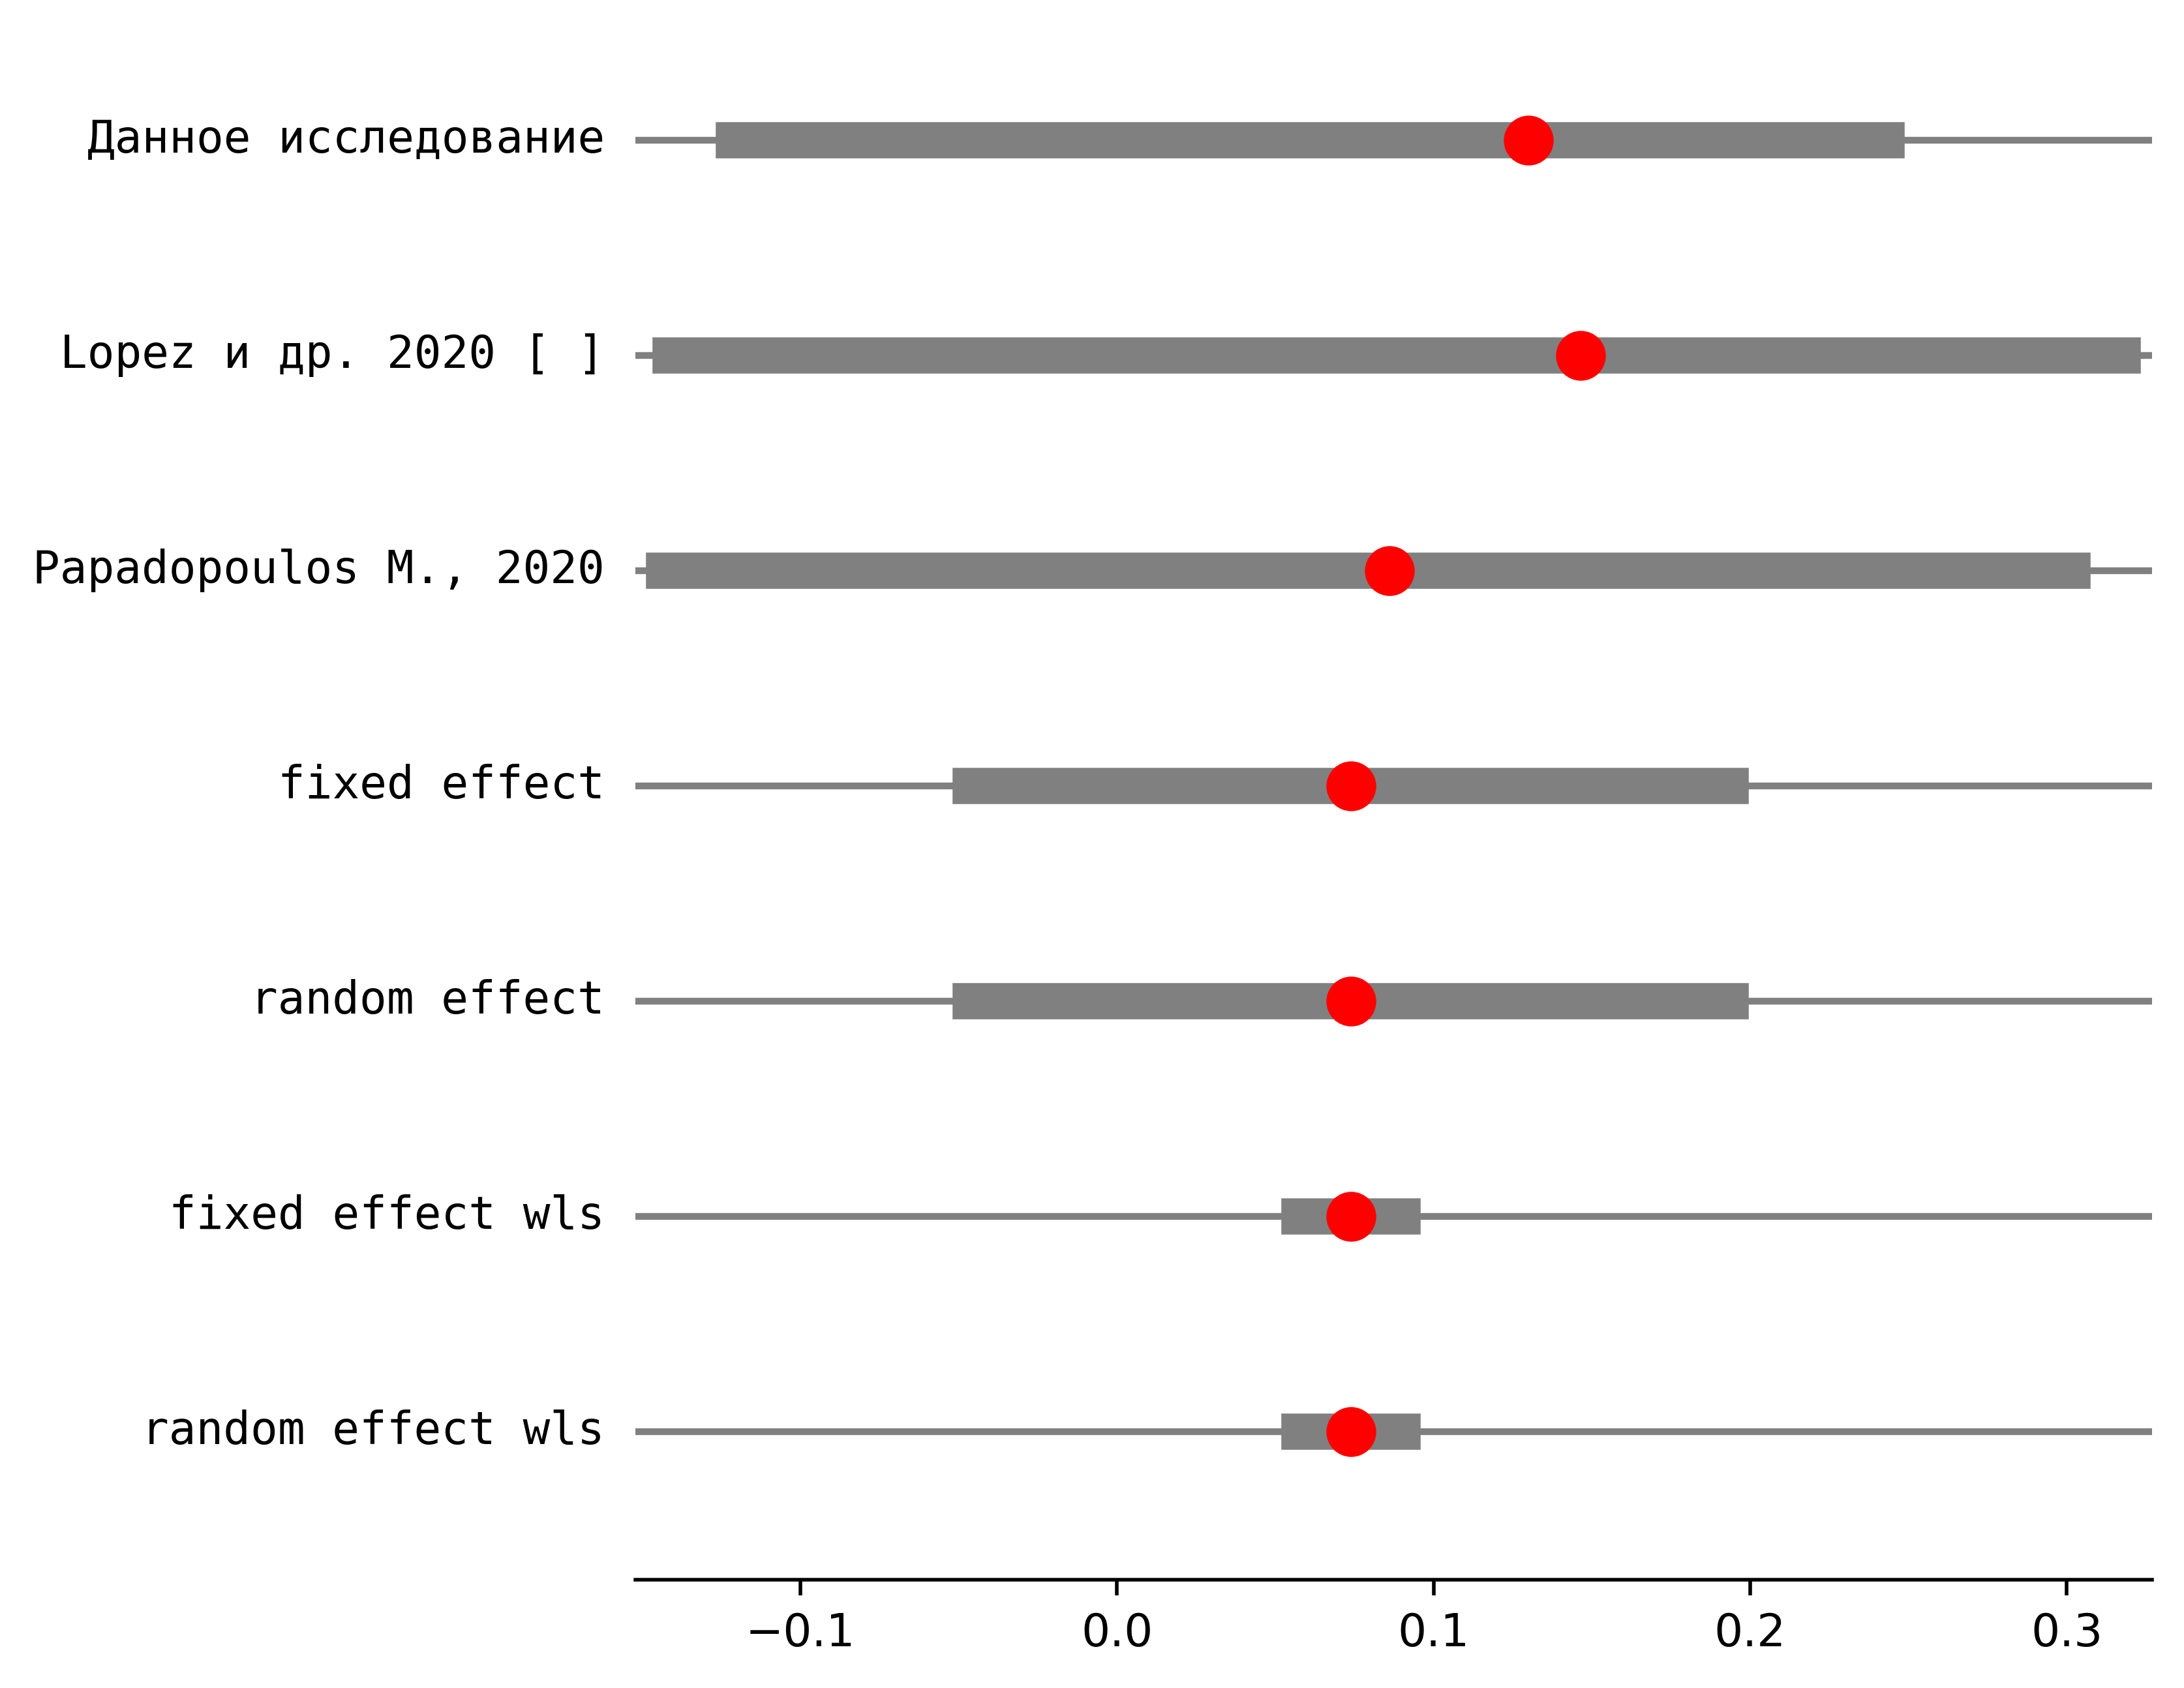 Данное исследование
Lopez и др. 2020 [ ]
Papadopoulos M., 2020
fixed effect
random effect
fixed effect wls
random effect wls
−0.1 0.0 0.1 0.2 0.3